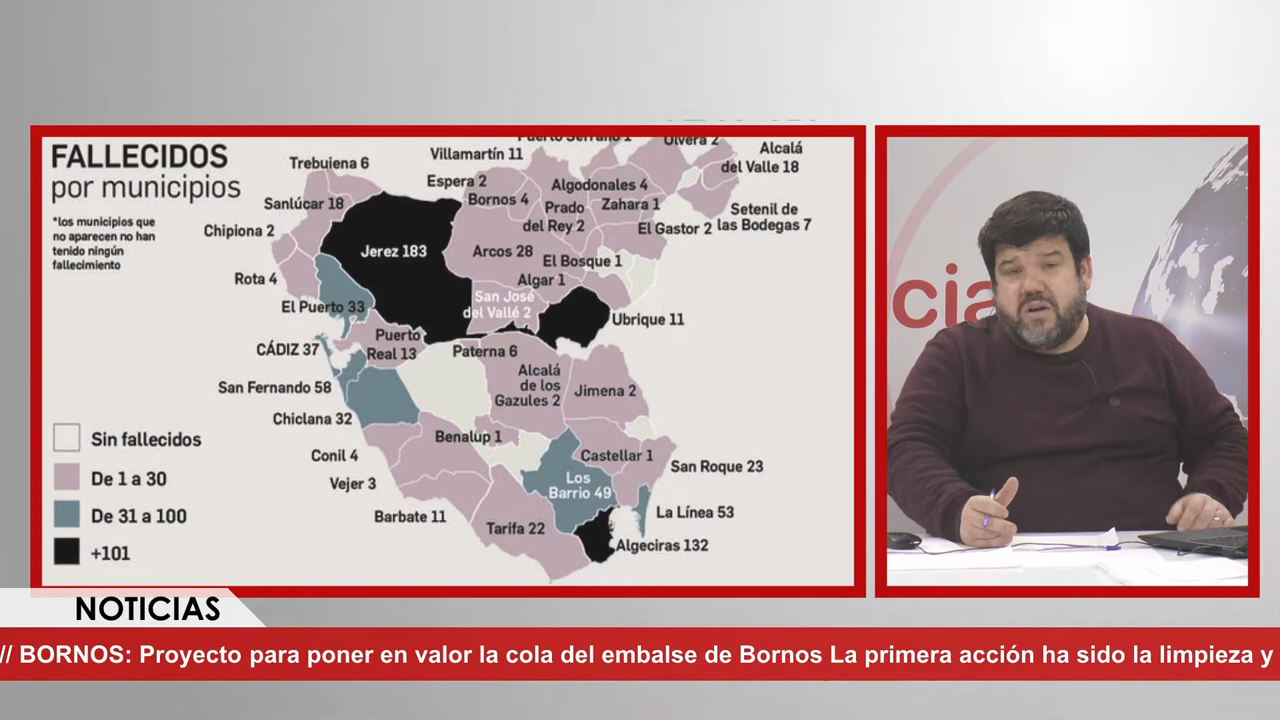 FALLECIDOS
por municipios
*los municipios que
no aparecen no han
tenido ningún
fallecimiento
Puerto Serrano 1
Olvera 2
Villamartín 11
Alcalá
del Valle 18
Trebuiena 6
Espera 2
Algodonales 4
Sanlúcar 18
Bornos 4
Prado
del Rey 2
Zahara 1
Setenil de
las Bodegas 7
Chipiona 2
El Gastor 2
Jerez 183
Arcos 28
El Bosque 1
Rota 4
Algar 1
El Puerto 33
San José
del Vallé 2
Ubrique 11
CÁDIZ 37
Puerto
Real 13
Paterna 6
Alcalá
de los
Gazules 2
Jimena 2
San Fernando 58
Chiclana 32
Benalup 1
Conil 4
Castellar 1
San Roque 23
Vejer 3
Los
Barrio 49
Barbate 11
La Línea 53
Tarifa 22
Algeciras 132
Sin fallecidos
De 1 a 30
De 31 a 100
+101
cia
NOTICIAS
// BORNOS: Proyecto para poner en valor la cola del embalse de Bornos La primera acción ha sido la limpieza y